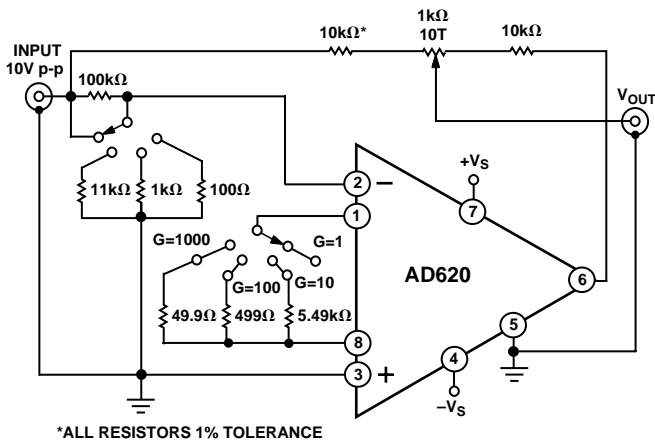 1kΩ
10kΩ* 10T 10kΩ
INPUT
10V p-p
100kΩ
VOUT
+VS
11kΩ 1kΩ 100Ω
2 –
1
7
G=1000 G=1
G=100 G=10
AD620
6
49.9Ω 499Ω 5.49kΩ
5
8
4
3 +
–VS
*ALL RESISTORS 1% TOLERANCE